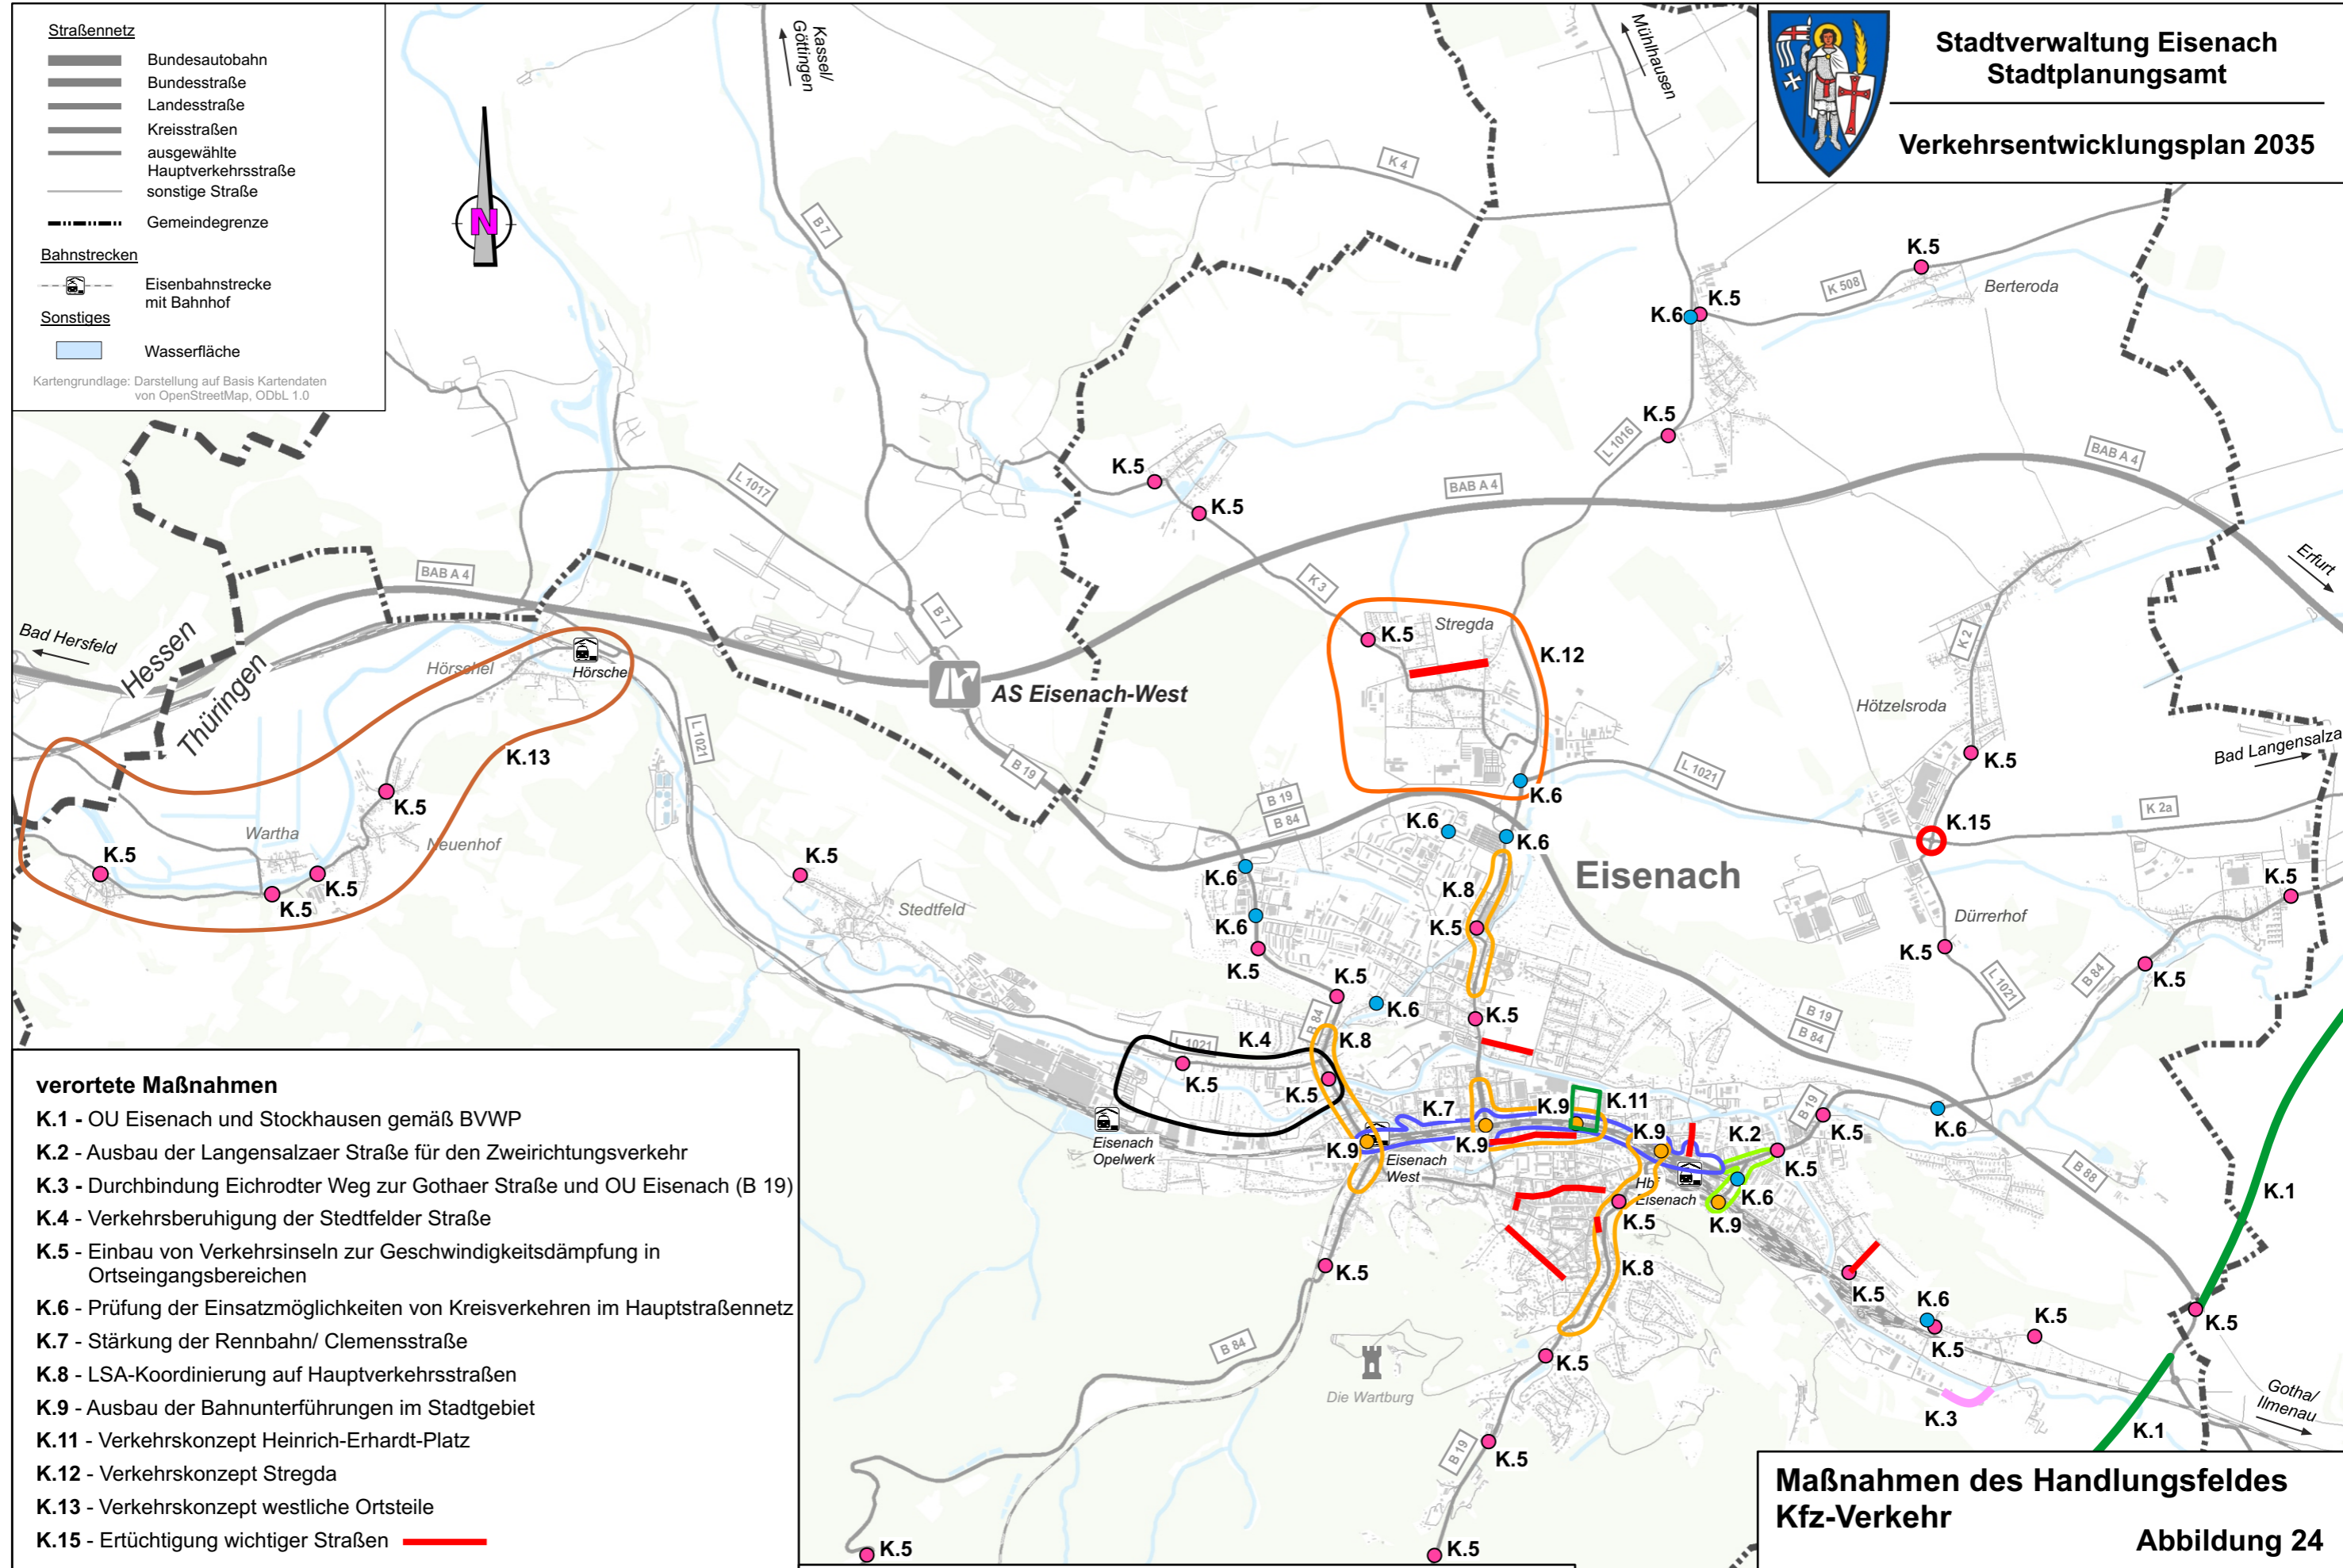 Straßennetz
Bundesautobahn
Bundesstraße
Landesstraße
Kreisstraßen
ausgewählte
Hauptverkehrsstraße
sonstige Straße
Gemeindegrenze
Bahnstrecken
Eisenbahnstrecke
mit Bahnhof
Sonstiges
Wasserfläche
Kartengrundlage: Darstellung auf Basis Kartendaten
von OpenStreetMap, ODbL 1.0
N
Kassel/
Göttingen
Mühlhausen
Stadtverwaltung Eisenach
Stadtplanungsamt
Verkehrsentwicklungsplan 2035
K 4
B 7
K.5
K 508
Berteroda
K.5
K.6
K.5
L 1016
BAB A 4
K.5
L 1017
BAB A 4
K.5
Erfurt
BAB A 4
K 3
B 7
Bad Hersfeld
Hessen
Thüringen
Hörschel
Hörsche
K.5
Stregda
K.12
K 2
AS Eisenach-West
Hötzelsroda
L 1021
K.13
B 19
K.5
Bad Langensalza
L 1021
K.6
B 19
B 84
K 2a
K.5
Wartha
Neuenhof
K.6
K.6
K.15
K.5
K.5
K.5
K.5
Stedtfeld
K.6
K.8
Eisenach
K.5
Dürrerhof
K.6
K.5
K.5
K.5
K.5
K.5
B 84
L 1021
K.6
K.5
B 84
B 19
B 84
L 1021
K.4
K.8
K.5
K.5
K.7
K.9
K.11
B 19
K.5
K.6
Eisenach
Opelwerk
K.9
Eisenach
West
K.9
K.9
K.2
K.5
B 88
Hbf
Eisenach
K.6
K.5
K.9
K.1
K.5
K.8
K.5
K.6
K.5
K.5
K.5
B 84
K.5
Die Wartburg
K.3
Gotha/
Ilmenau
K.1
B 19
K.5
K.5
K.5
verortete Maßnahmen
K.1 - OU Eisenach und Stockhausen gemäß BVWP
K.2 - Ausbau der Langensalzaer Straße für den Zweirichtungsverkehr
K.3 - Durchbindung Eichrodter Weg zur Gothaer Straße und OU Eisenach (B 19)
K.4 - Verkehrsberuhigung der Stedtfelder Straße
K.5 - Einbau von Verkehrsinseln zur Geschwindigkeitsdämpfung in
Ortseingangsbereichen
K.6 - Prüfung der Einsatzmöglichkeiten von Kreisverkehren im Hauptstraßennetz
K.7 - Stärkung der Rennbahn/ Clemensstraße
K.8 - LSA-Koordinierung auf Hauptverkehrsstraßen
K.9 - Ausbau der Bahnunterführungen im Stadtgebiet
K.11 - Verkehrskonzept Heinrich-Erhardt-Platz
K.12 - Verkehrskonzept Stregda
K.13 - Verkehrskonzept westliche Ortsteile
K.15 - Ertüchtigung wichtiger Straßen
Maßnahmen des Handlungsfeldes
Kfz-Verkehr
Abbildung 24